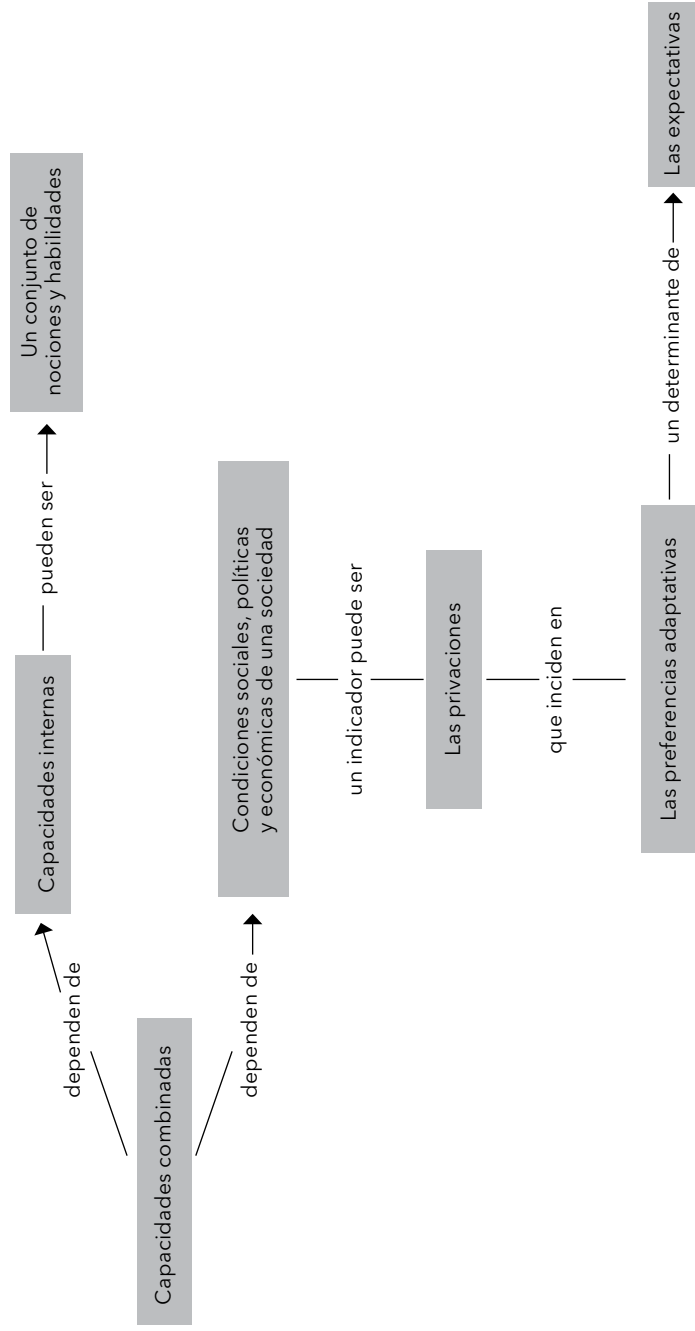 Capacidades combinadas
dependen de
Capacidades internas
pueden ser
Un conjunto de
nociones y habilidades
dependen de
Condiciones sociales, políticas
y económicas de una sociedad
un indicador puede ser
Las privaciones
que inciden en
Las preferencias adaptativas
un determinante de
Las expectativas